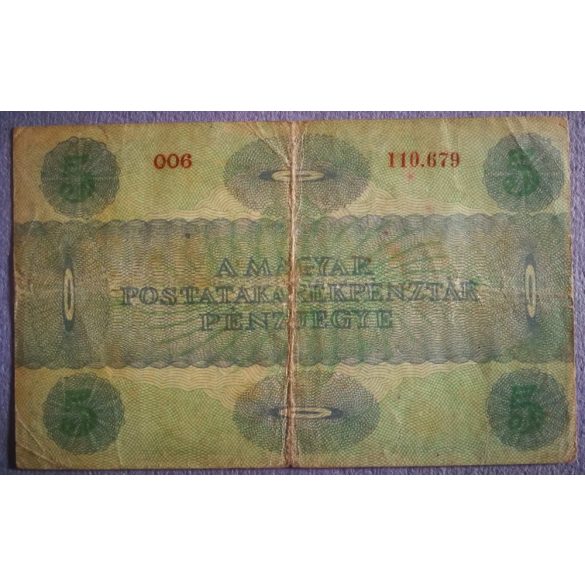 5 006 110.679 5
A MAGYAR
POSTATAKARÉKPÉNZTÁR
PÉNZJEGYE
5 5